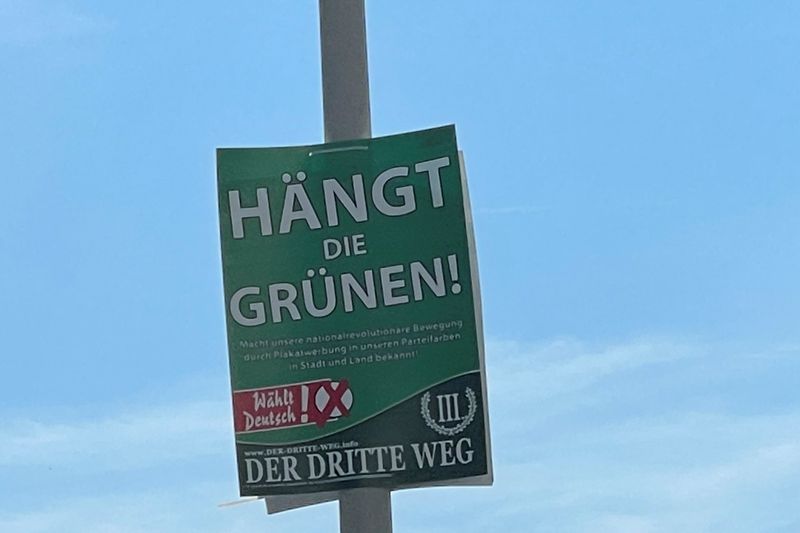 HÄNGT
DIE
GRÜNEN!
Macht unsere nationalrevolutionäre Bewegung
durch Plakatwerbung in unseren Parteifarben
in Stadt und Land bekannt!
Wählt
Deutsch!
III.
www.DER-DRITTE-WEG.info
DER DRITTE WEG